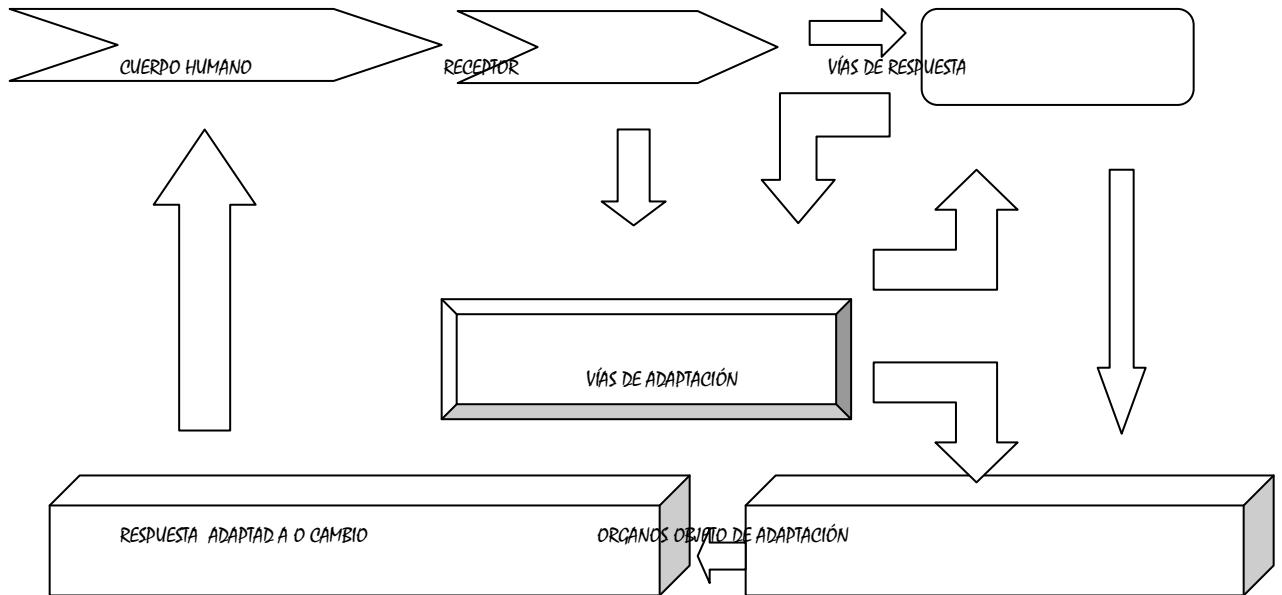 CUERPO HUMANO
RECEPTOR
VÍAS DE RESPUESTA
VÍAS DE ADAPTACIÓN
RESPUESTA ADAPTAD A O CAMBIO
ORGANOS OBJETO DE ADAPTACIÓN